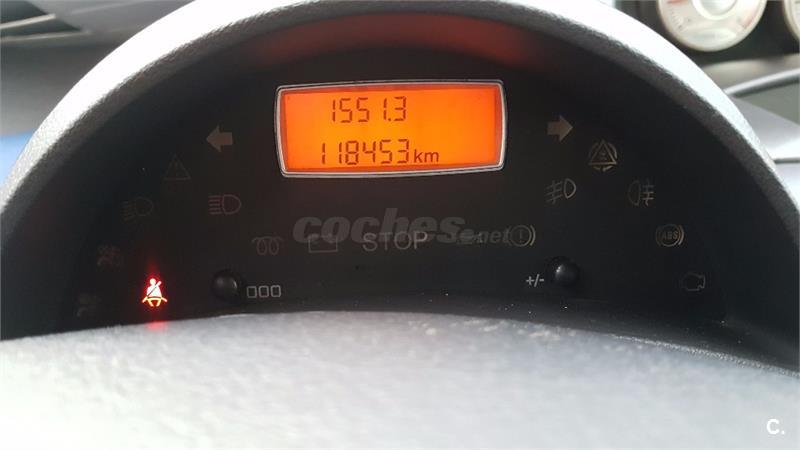 1551.3
118453 km
coches.net
STOP
ABS
000
+/-
C.